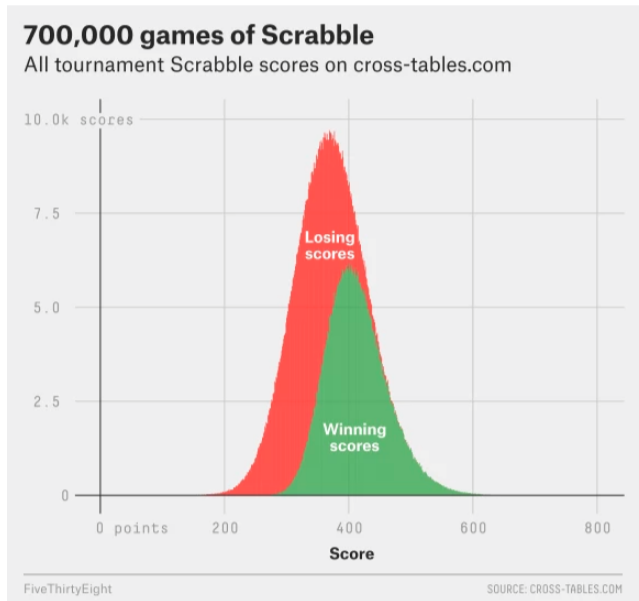 700,000 games of Scrabble
All tournament Scrabble scores on cross-tables.com
10.0k scores
7.5
Losing
scores
5.0
2.5
Winning
scores
0
0 points 200 400 600 800
Score
FiveThirtyEight SOURCE: CROSS-TABLES.COM